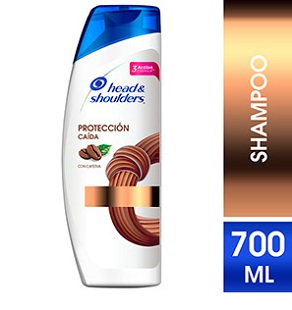 3 Active
head &
shoulders
PROTECCIÓN
CAÍDA
CON CAFEÍNA
SHAMPOO
700
ML